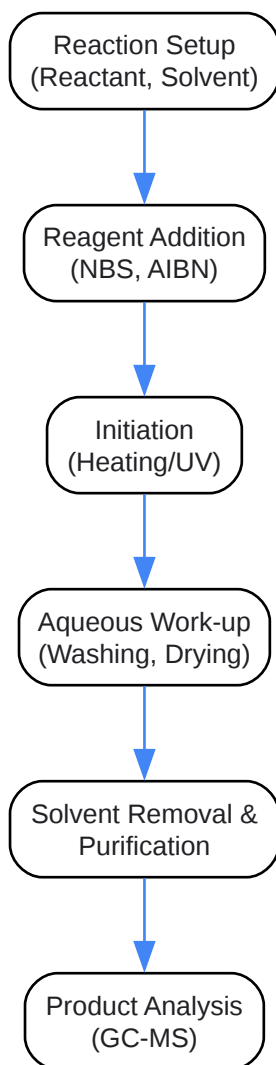 Reaction Setup
(Reactant, Solvent)
Reagent Addition
(NBS, AIBN)
Initiation
(Heating/UV)
Aqueous Work-up
(Washing, Drying)
Solvent Removal &
Purification
Product Analysis
(GC-MS)